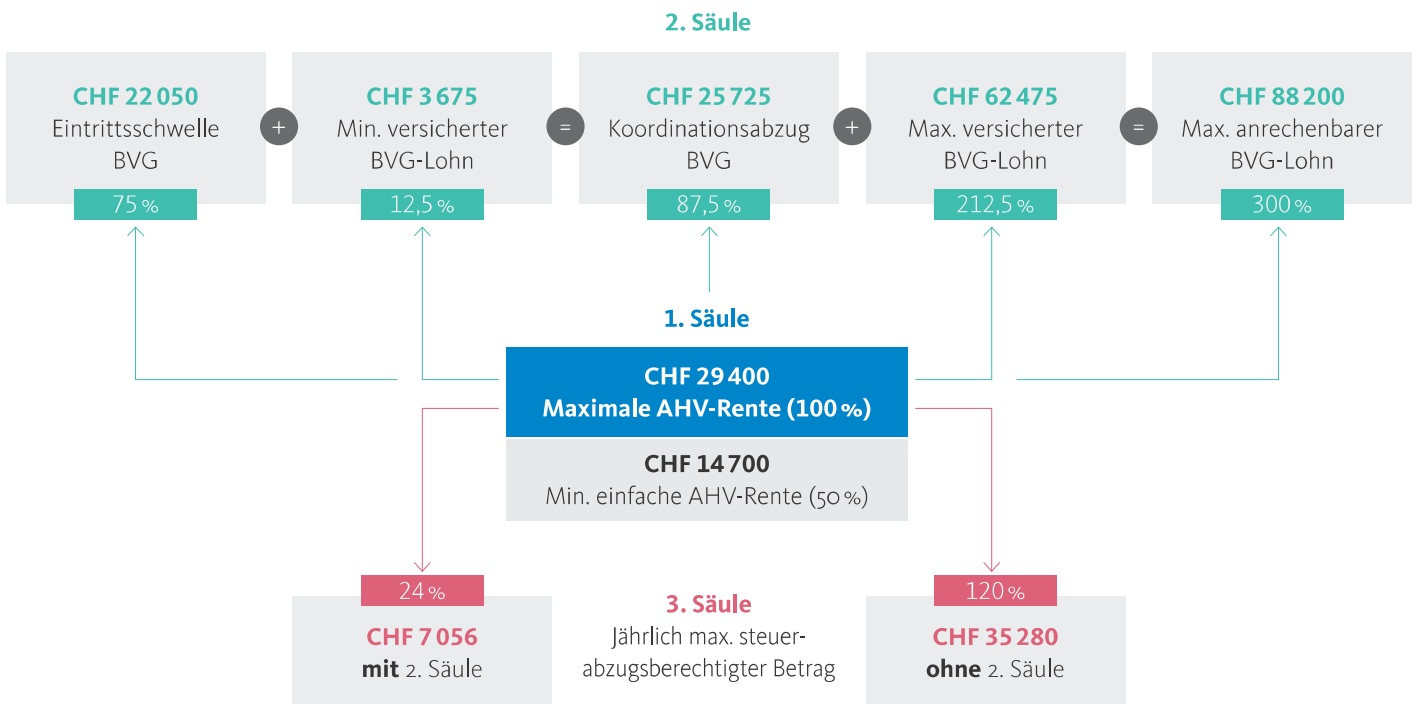 2. Säule
CHF 22 050
Eintrittsschwelle
BVG
75 %
+
CHF 3 675
Min. versicherter
BVG-Lohn
12,5 %
=
CHF 25 725
Koordinationsabzug
BVG
87,5 %
+
CHF 62 475
Max. versicherter
BVG-Lohn
212,5 %
=
CHF 88 200
Max. anrechenbarer
BVG-Lohn
300 %
1. Säule
CHF 29 400
Maximale AHV-Rente (100 %)
CHF 14 700
Min. einfache AHV-Rente (50 %)
24 %
CHF 7 056
mit 2. Säule
3. Säule
Jährlich max. steuer-
abzugsberechtigter Betrag
120 %
CHF 35 280
ohne 2. Säule